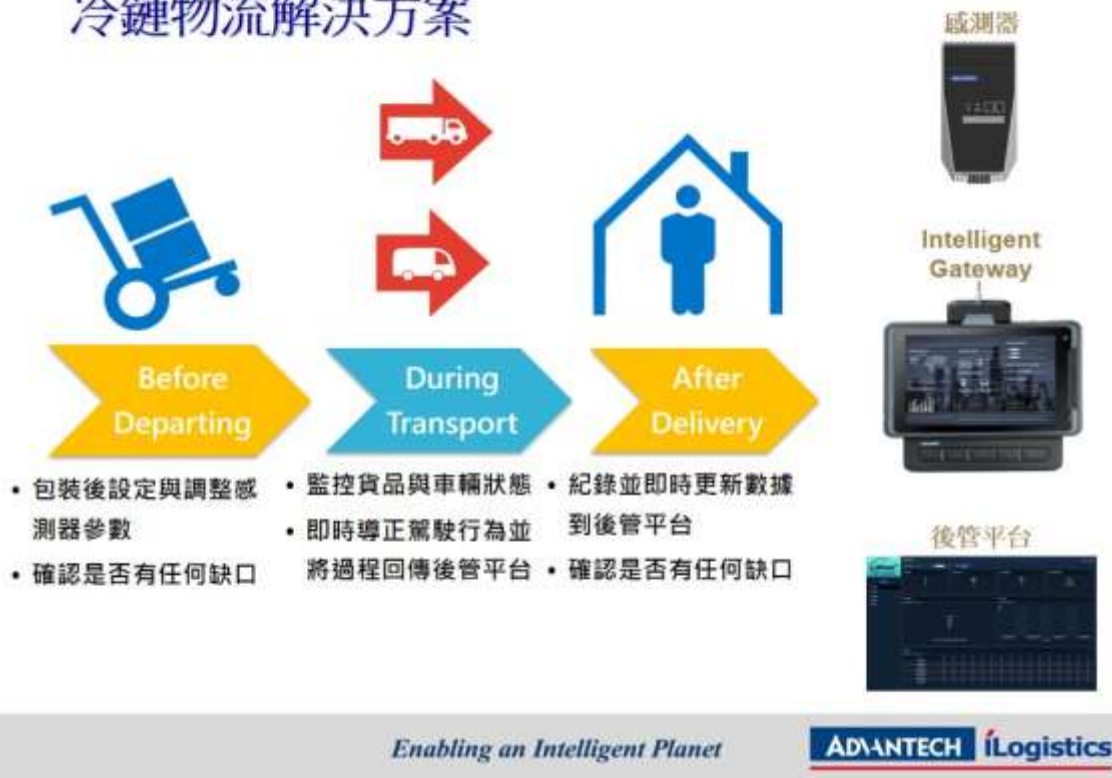 冷鏈物流解決方案
感測器
Intelligent
Gateway
Before
Departing
During
Transport
After
Delivery
• 包裝後設定與調整感
測器參數
• 確認是否有任何缺口
• 監控貨品與車輛狀態
• 即時導正駕駛行為並
將過程回傳後管平台
• 紀錄並即時更新數據
到後管平台
• 確認是否有任何缺口
後管平台
Enabling an Intelligent Planet
ADVANTECH iLogistics